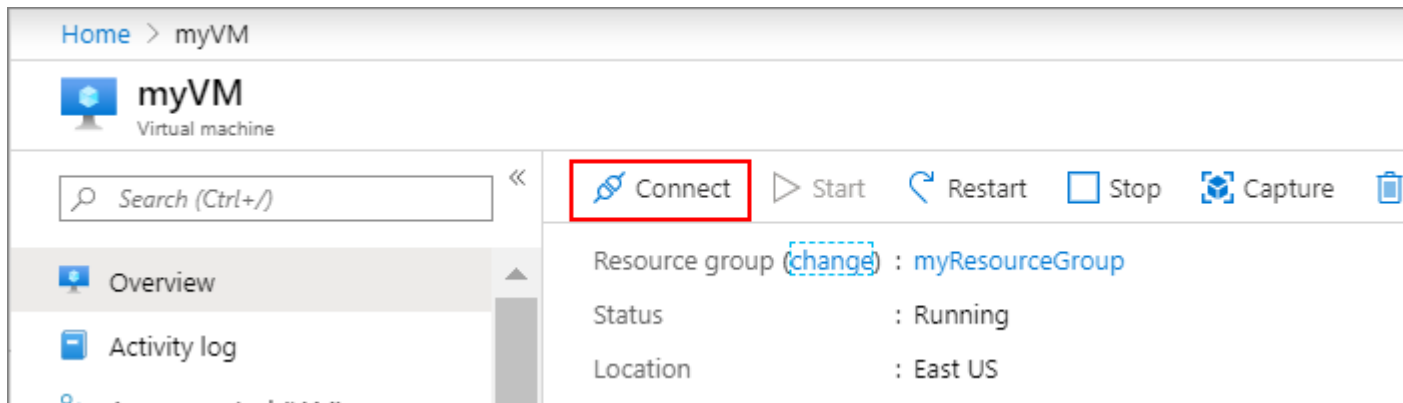 Home > myVM
myVM
Virtual machine
Search (Ctrl+/)
«
Connect Start Restart Stop Capture
Overview
Activity log
Resource group (change) : myResourceGroup
Status : Running
Location : East US